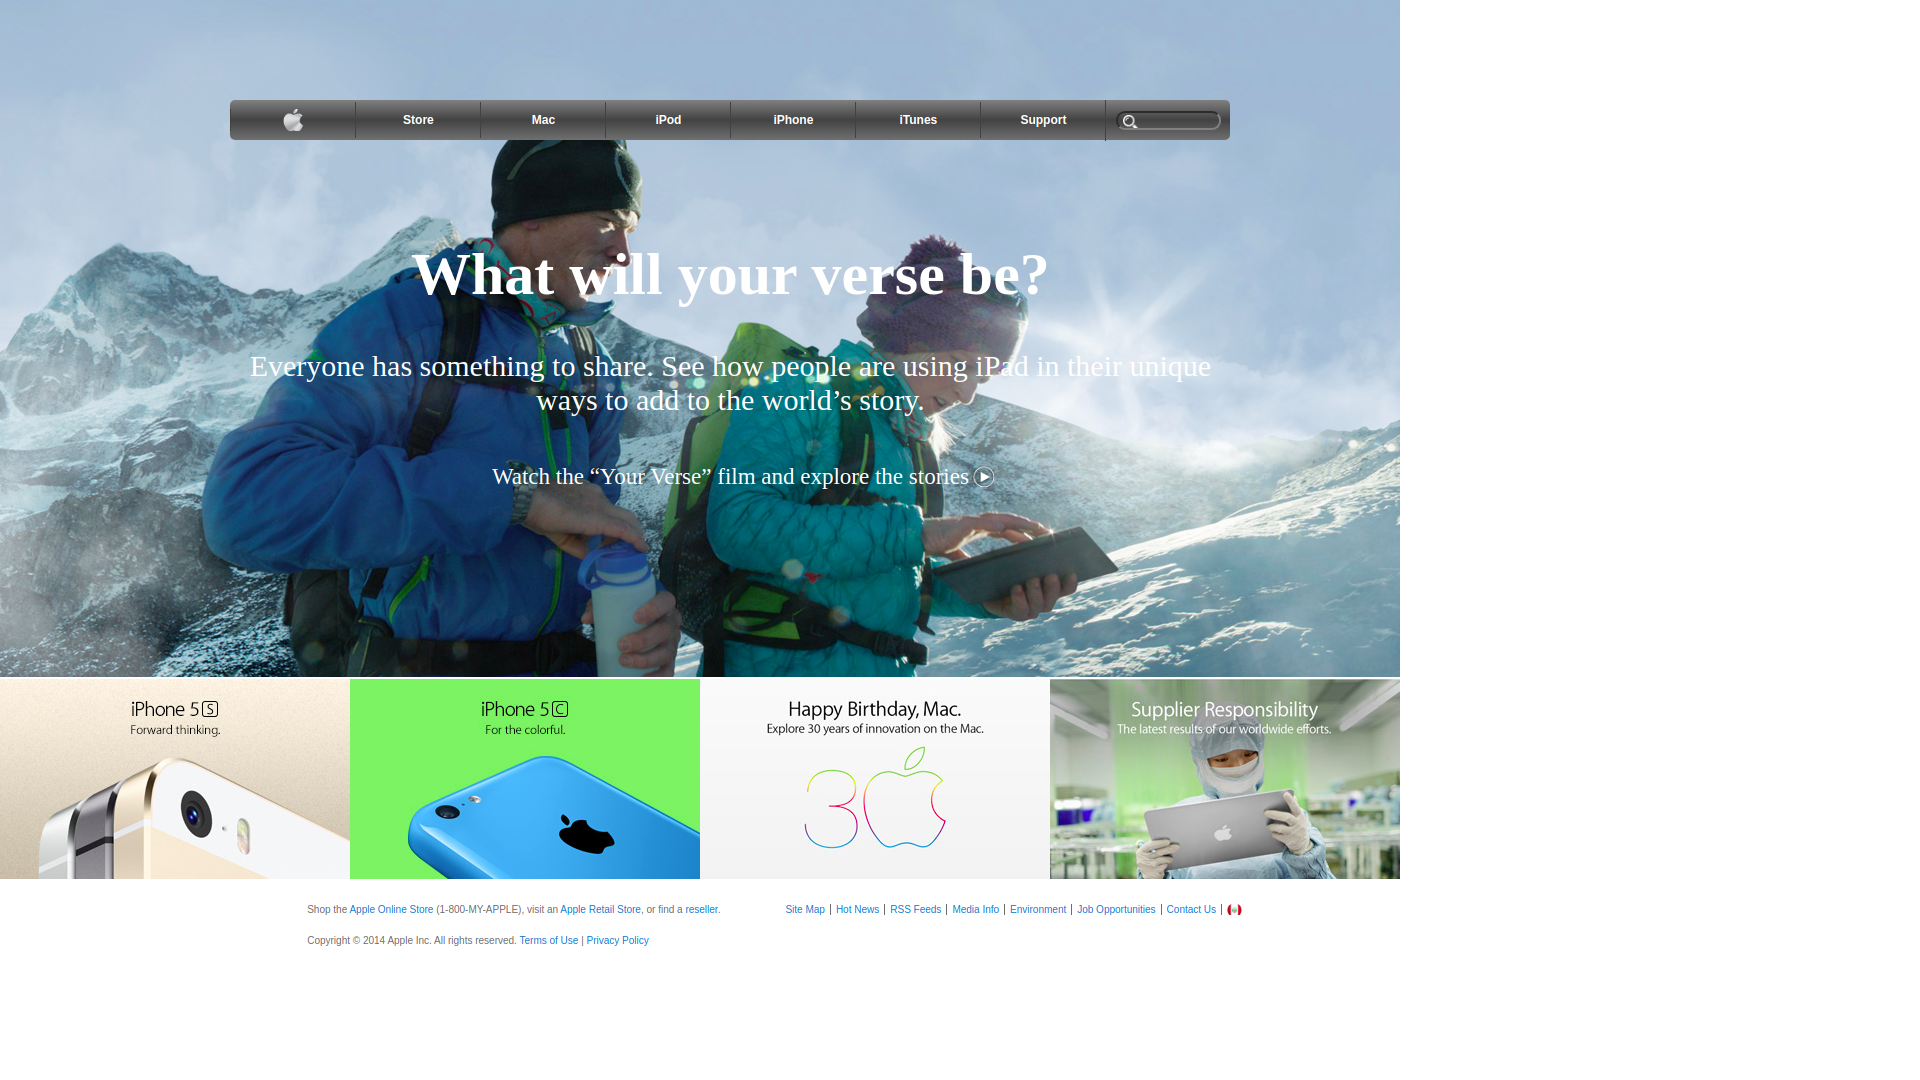 Store Mac iPod iPhone iTunes Support
What will your verse be?
Everyone has something to share. See how people are using iPad in their unique
ways to add to the world’s story.
Watch the “Your Verse” film and explore the stories
iPhone 5S
Forward thinking.
iPhone 5C
For the colorful.
Happy Birthday, Mac.
Explore 30 years of innovation on the Mac.
30
Supplier Responsibility
The latest results of our worldwide efforts.
Shop the Apple Online Store (1-800-MY-APPLE), visit an Apple Retail Store, or find a reseller.
Site Map | Hot News | RSS Feeds | Media Info | Environment | Job Opportunities | Contact Us |
Copyright © 2014 Apple Inc. All rights reserved. Terms of Use | Privacy Policy